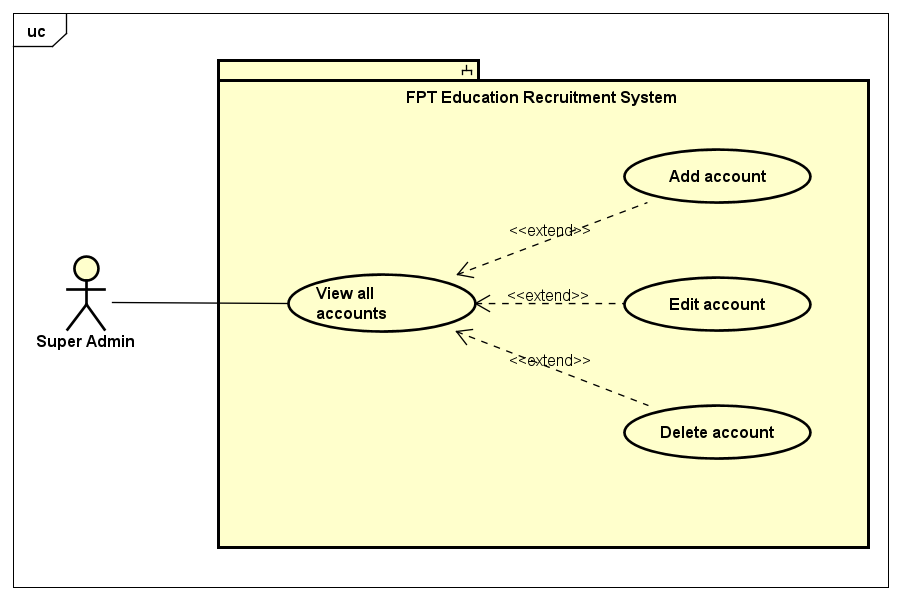 uc
FPT Education Recruitment System
Add account
<<extend>>
View all
accounts
<<extend>>
Edit account
Super Admin
<<extend>>
Delete account